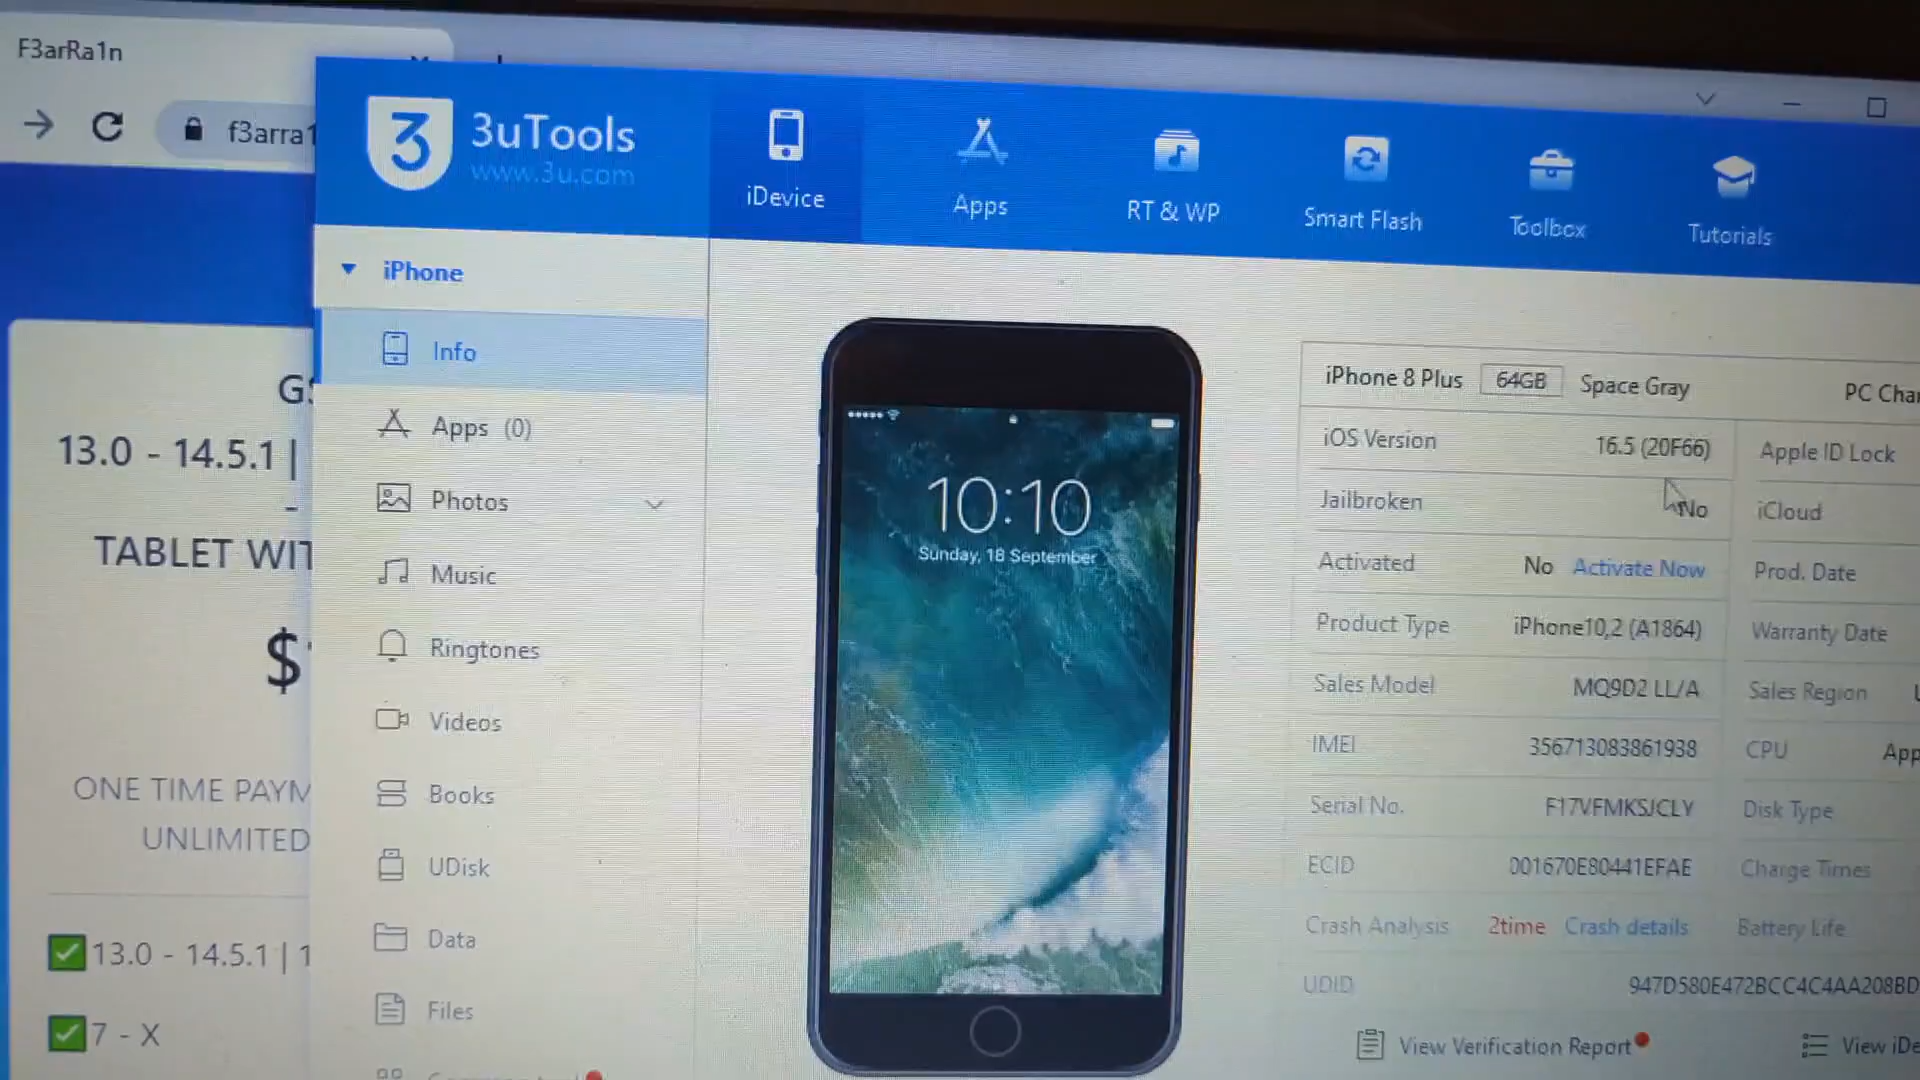 F3arRa1n
f3arra1
3
3uTools
www.3u.com
iDevice
Apps
RT & WP
Smart Flash
Toolbox
Tutorials
iPhone
Info
Apps (0)
Photos
Music
Ringtones
Videos
Books
UDisk
Data
Files
13.0 - 14.5.1 |
-
TABLET WIT
$
ONE TIME PAYM
UNLIMITED
13.0 - 14.5.1 | 1
7 - X
10:10
Sunday, 18 September
iPhone 8 Plus 64GB Space Gray PC Char
iOS Version 16.5 (20F66) Apple ID Lock
Jailbroken No iCloud
Activated No Activate Now Prod. Date
Product Type iPhone10,2 (A1864) Warranty Date
Sales Model MQ9D2 LL/A Sales Region
IMEI 356713083861938 CPU App
Serial No. F17VFMKSJCLY Disk Type
ECID 001670E80441EFAE Charge Times
Crash Analysis 2time Crash details Battery Life
UDID 947D580E472BCC4C4AA208BD
View Verification Report View iDe